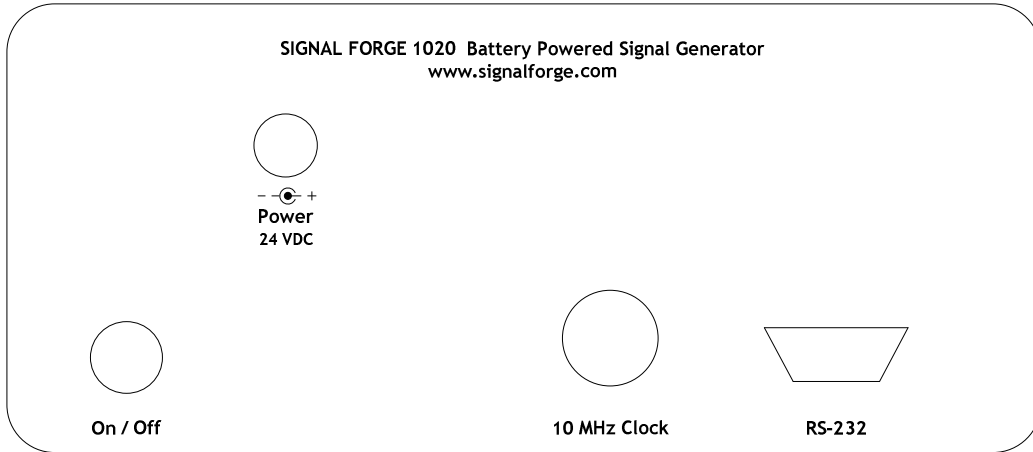 SIGNAL FORGE 1020 Battery Powered Signal Generator
www.signalforge.com
- +
Power
24 VDC
On / Off
10 MHz Clock
RS-232